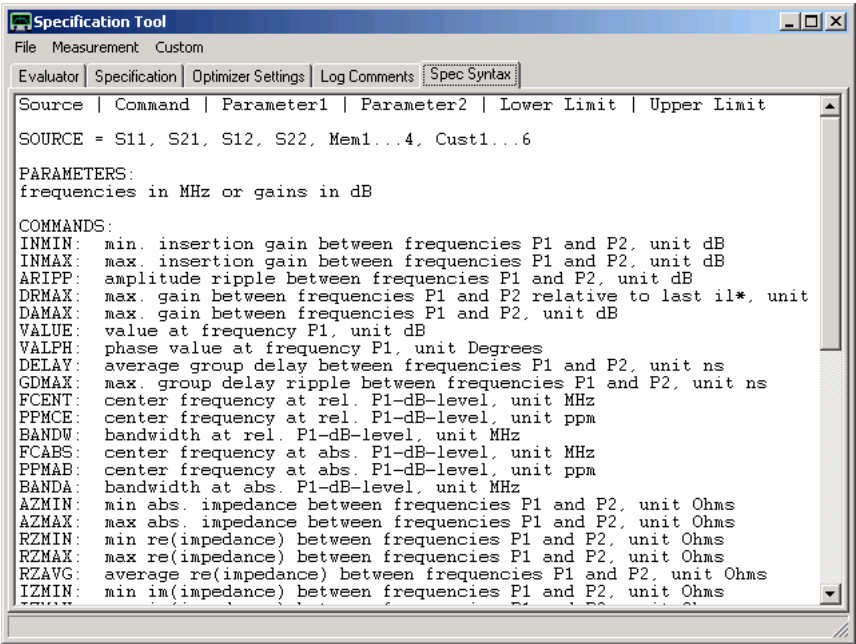 Specification Tool
File Measurement Custom
Evaluator Specification Optimizer Settings Log Comments Spec Syntax
Source | Command | Parameter1 | Parameter2 | Lower Limit | Upper Limit
SOURCE = S11, S21, S12, S22, Mem1...4, Cust1...6
PARAMETERS:
frequencies in MHz or gains in dB
COMMANDS:
INMIN: min. insertion gain between frequencies P1 and P2, unit dB
INMAX: max. insertion gain between frequencies P1 and P2, unit dB
ARIPP: amplitude ripple between frequencies P1 and P2, unit dB
DRMAX: max. gain between frequencies P1 and P2 relative to last il*, unit
DAMAX: max. gain between frequencies P1 and P2, unit dB
VALUE: value at frequency P1, unit dB
VALPH: phase value at frequency P1, unit Degrees
DELAY: average group delay between frequencies P1 and P2, unit ns
GDMAX: max. group delay ripple between frequencies P1 and P2, unit ns
FCENT: center frequency at rel. P1-dB-level, unit MHz
PPMCE: center frequency at rel. P1-dB-level, unit ppm
BANDW: bandwidth at rel. P1-dB-level, unit MHz
FCABS: center frequency at abs. P1-dB-level, unit MHz
PPMAB: center frequency at abs. P1-dB-level, unit ppm
BANDA: bandwidth at abs. P1-dB-level, unit MHz
AZMIN: min abs. impedance between frequencies P1 and P2, unit Ohms
AZMAX: max abs. impedance between frequencies P1 and P2, unit Ohms
RZMIN: min re(impedance) between frequencies P1 and P2, unit Ohms
RZMAX: max re(impedance) between frequencies P1 and P2, unit Ohms
RZAVG: average re(impedance) between frequencies P1 and P2, unit Ohms
IZMIN: min im(impedance) between frequencies P1 and P2, unit Ohms